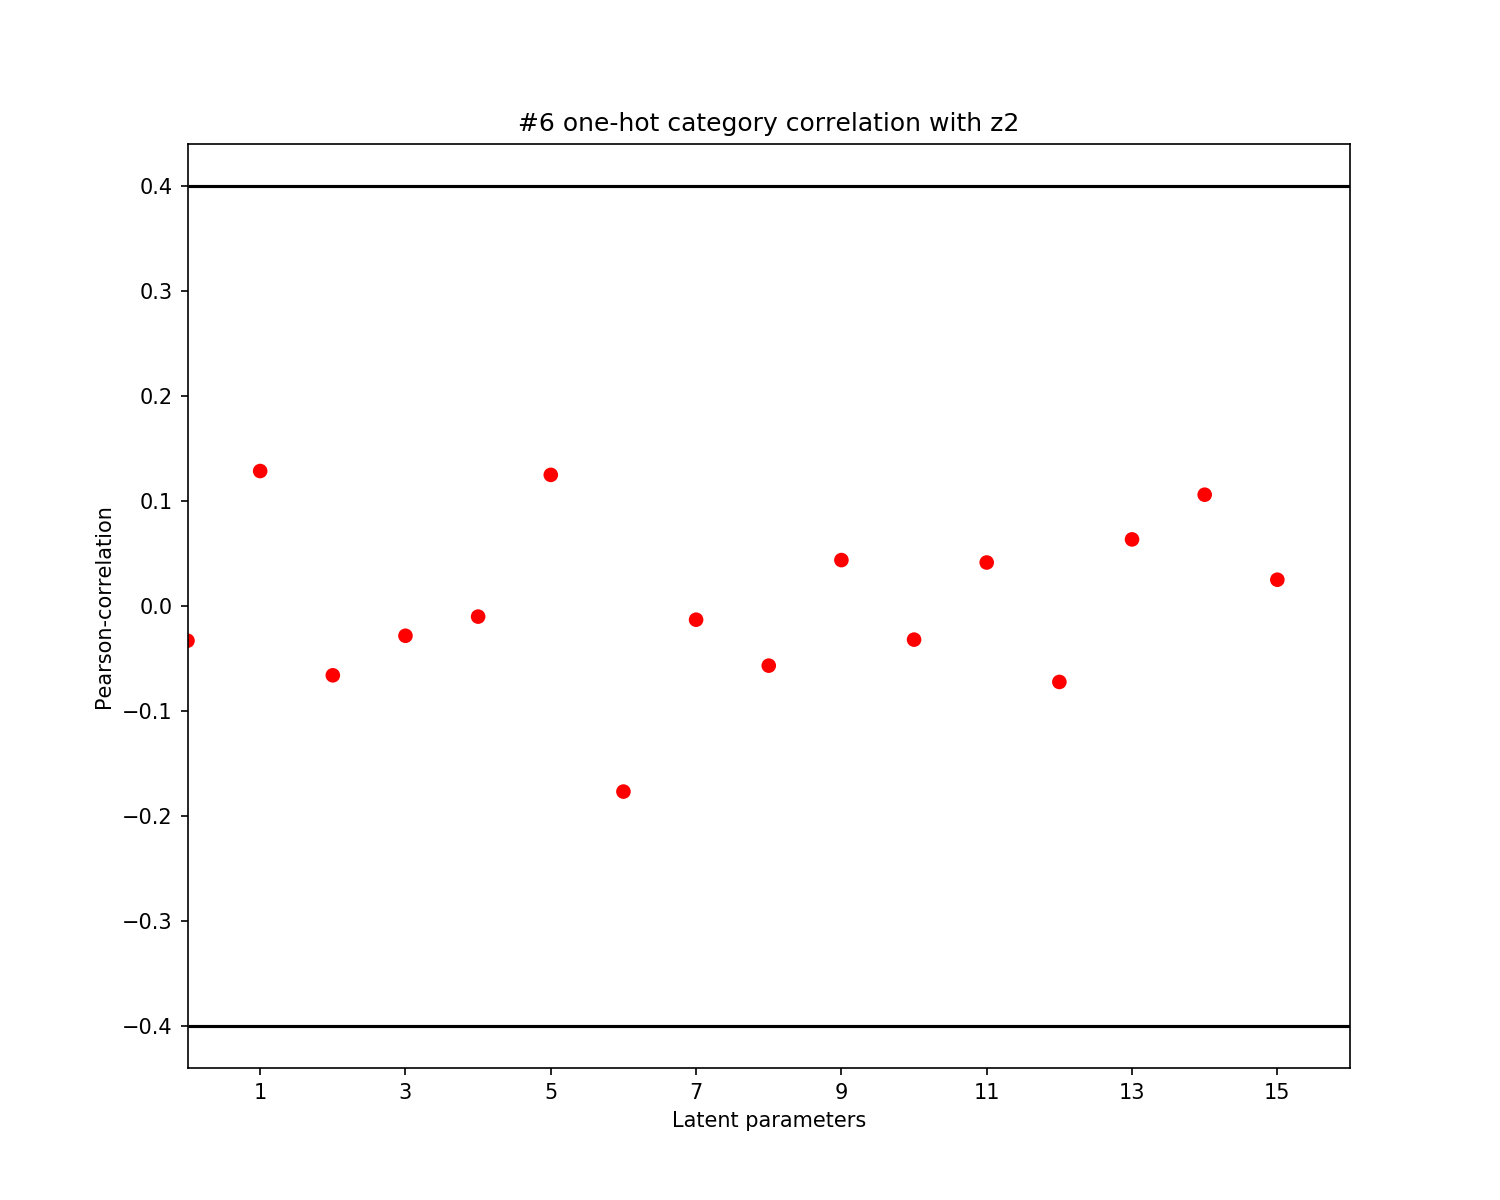 #6 one-hot category correlation with z2
0.4
0.3
0.2
0.1
0.0
−0.1
−0.2
−0.3
−0.4
Pearson-correlation
1 3 5 7 9 11 13 15
Latent parameters